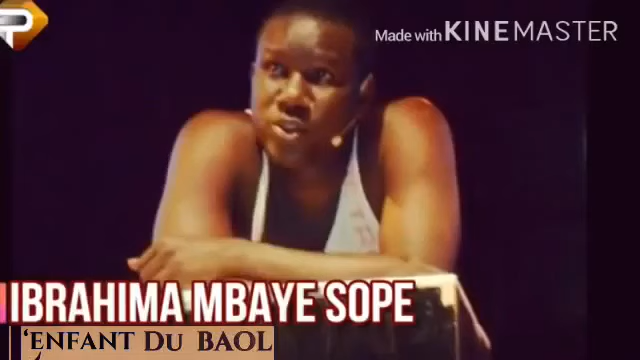 P
Made with KINEMASTER
IBRAHIMA MBAYE SOPE
'ENFANT DU BAOL